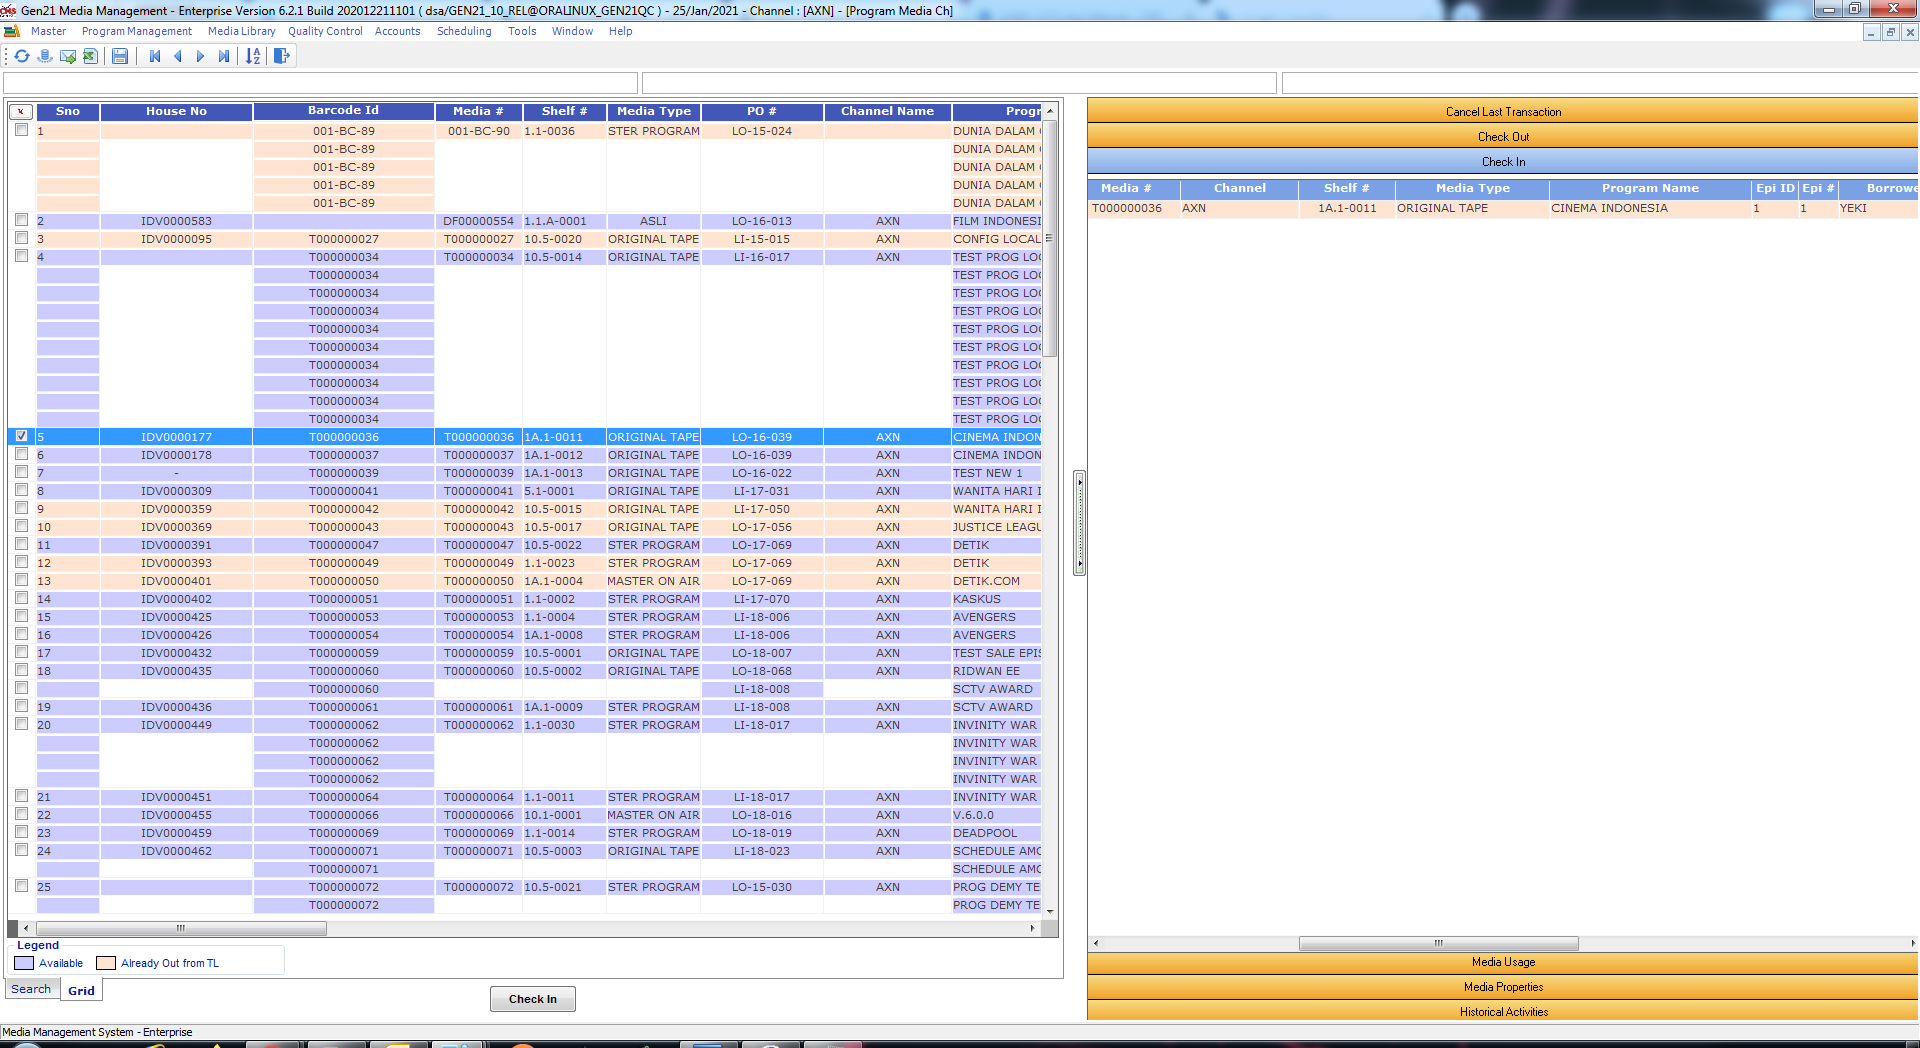 Gen21 Media Management - Enterprise Version 6.2.1 Build 202012211101 ( dsa/GEN21_10_REL@ORALINUX_GEN21QC ) - 25/Jan/2021 - Channel : [AXN] - [Program Media Ch]
Master Program Management Media Library Quality Control Accounts Scheduling Tools Window Help
x Sno House No Barcode Id Media # Shelf # Media Type PO # Channel Name Progr
1 001-BC-89 001-BC-90 1.1-0036 STER PROGRAM LO-15-024 DUNIA DALAM
001-BC-89 DUNIA DALAM
001-BC-89 DUNIA DALAM
001-BC-89 DUNIA DALAM
001-BC-89 DUNIA DALAM
2 IDV0000583 DF00000554 1.1.A-0001 ASLI LO-16-013 AXN FILM INDONESI
3 IDV0000095 T000000027 T000000027 10.5-0020 ORIGINAL TAPE LI-15-015 AXN CONFIG LOCAL
4 T000000034 T000000034 10.5-0014 ORIGINAL TAPE LI-16-017 AXN TEST PROG LOC
T000000034 TEST PROG LOC
T000000034 TEST PROG LOC
T000000034 TEST PROG LOC
T000000034 TEST PROG LOC
T000000034 TEST PROG LOC
T000000034 TEST PROG LOC
T000000034 TEST PROG LOC
T000000034 TEST PROG LOC
T000000034 TEST PROG LOC
5 IDV0000177 T000000036 T000000036 1A.1-0011 ORIGINAL TAPE LO-16-039 AXN CINEMA INDON
6 IDV0000178 T000000037 T000000037 1A.1-0012 ORIGINAL TAPE LO-16-039 AXN CINEMA INDON
7 - T000000039 T000000039 1A.1-0013 ORIGINAL TAPE LO-16-022 AXN TEST NEW 1
8 IDV0000309 T000000041 T000000041 5.1-0001 ORIGINAL TAPE LI-17-031 AXN WANITA HARI I
9 IDV0000359 T000000042 T000000042 10.5-0015 ORIGINAL TAPE LI-17-050 AXN WANITA HARI I
10 IDV0000369 T000000043 T000000043 10.5-0017 ORIGINAL TAPE LO-17-056 AXN JUSTICE LEAGU
11 IDV0000391 T000000047 T000000047 10.5-0022 STER PROGRAM LO-17-069 AXN DETIK
12 IDV0000393 T000000049 T000000049 1.1-0023 STER PROGRAM LO-17-069 AXN DETIK
13 IDV0000401 T000000050 T000000050 1A.1-0004 MASTER ON AIR LO-17-069 AXN DETIK.COM
14 IDV0000402 T000000051 T000000051 1.1-0002 STER PROGRAM LI-17-070 AXN KASKUS
15 IDV0000425 T000000053 T000000053 1.1-0004 STER PROGRAM LI-18-006 AXN AVENGERS
16 IDV0000426 T000000054 T000000054 1A.1-0008 STER PROGRAM LI-18-006 AXN AVENGERS
17 IDV0000432 T000000059 T000000059 10.5-0001 ORIGINAL TAPE LO-18-007 AXN TEST SALE EPIS
18 IDV0000435 T000000060 T000000060 10.5-0002 ORIGINAL TAPE LO-18-068 AXN RIDWAN EE
T000000060 LI-18-008 SCTV AWARD
19 IDV0000436 T000000061 T000000061 1A.1-0009 STER PROGRAM LI-18-008 AXN SCTV AWARD
20 IDV0000449 T000000062 T000000062 1.1-0030 STER PROGRAM LI-18-017 AXN INVINITY WAR
T000000062 INVINITY WAR
T000000062 INVINITY WAR
T000000062 INVINITY WAR
21 IDV0000451 T000000064 T000000064 1.1-0011 STER PROGRAM LI-18-017 AXN INVINITY WAR
22 IDV0000455 T000000066 T000000066 10.1-0001 MASTER ON AIR LO-18-016 AXN V.6.0.0
23 IDV0000459 T000000069 T000000069 1.1-0014 STER PROGRAM LO-18-019 AXN DEADPOOL
24 IDV0000462 T000000071 T000000071 10.5-0003 ORIGINAL TAPE LI-18-023 AXN SCHEDULE AMO
T000000071 SCHEDULE AMO
25 T000000072 T000000072 10.5-0021 STER PROGRAM LO-15-030 AXN PROG DEMY TE
T000000072 PROG DEMY TE
Legend
Available Already Out from TL
Search Grid
Check In
Cancel Last Transaction
Check Out
Check In
Media # Channel Shelf # Media Type Program Name Epi ID Epi # Borrowe
T000000036 AXN 1A.1-0011 ORIGINAL TAPE CINEMA INDONESIA 1 1 YEKI
Media Usage
Media Properties
Historical Activities
Media Management System - Enterprise